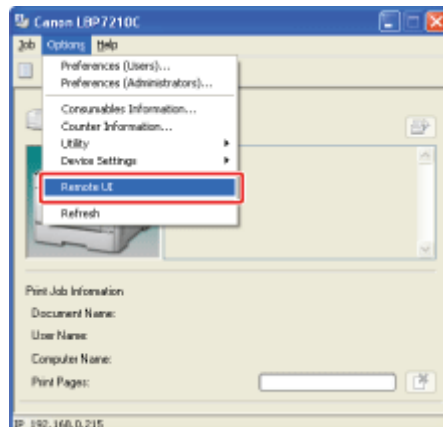 Canon LBP7210C
Job Options Help
Preferences (Users)...
Preferences (Administrators)...
Consumables Information...
Counter Information...
Utility
Device Settings
Remote UI
Refresh
Print Job Information
Document Name:
User Name:
Computer Name:
Print Pages:
IP 192.168.0.215